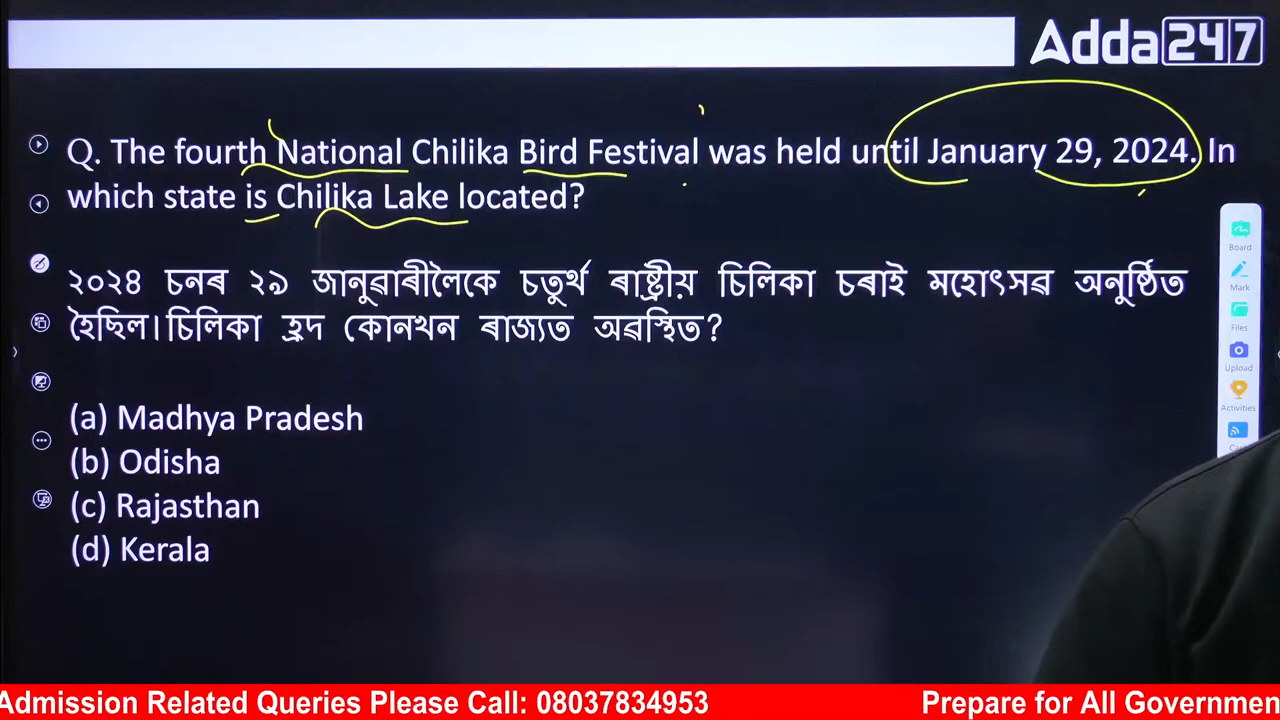 Adda247
Q. The fourth National Chilika Bird Festival was held until January 29, 2024. In
which state is Chilika Lake located?
২০২৪ চনৰ ২৯ জানুৱাৰীলৈকে চতুৰ্থ ৰাষ্ট্ৰীয় চিলিকা চৰাই মহোৎসৱ অনুষ্ঠিত
হৈছিল। চিলিকা হ্ৰদ কোনখন ৰাজ্যত অৱস্থিত?
(a) Madhya Pradesh
(b) Odisha
(c) Rajasthan
(d) Kerala
Board
Mark
Files
Upload
Activities
Admission Related Queries Please Call: 08037834953 Prepare for All Governmen